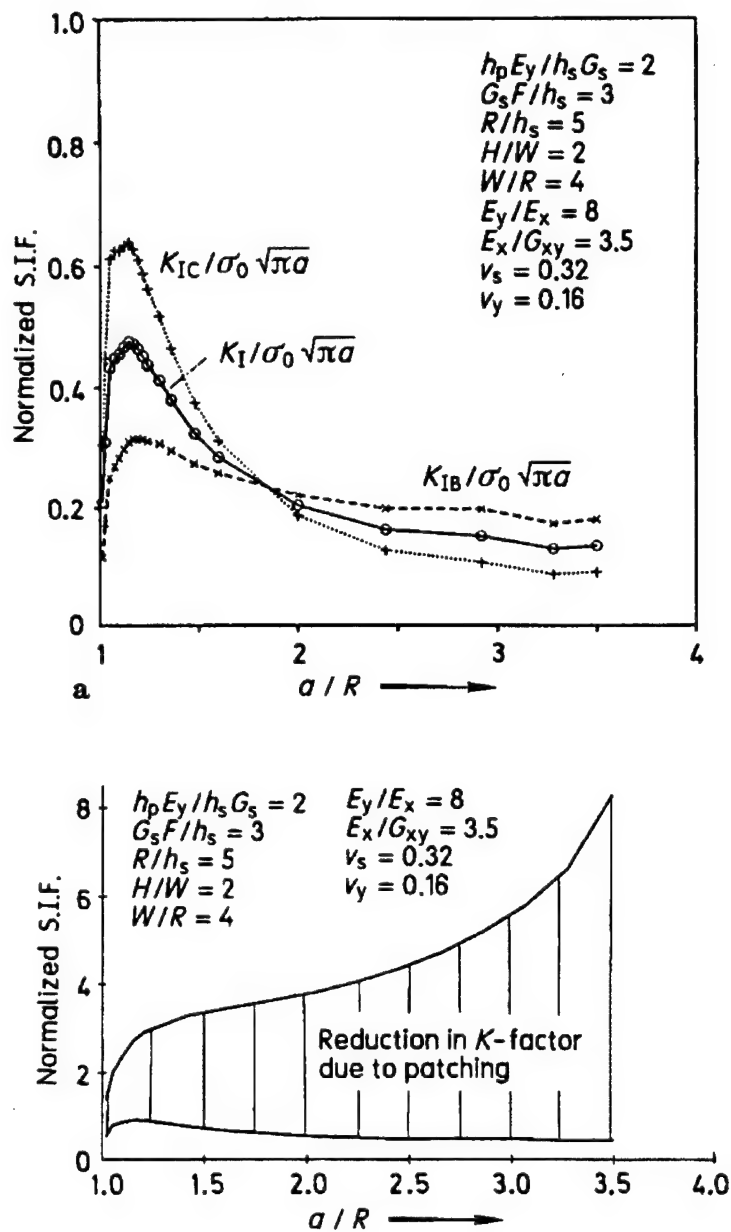 1.0
0.8
0.6
0.4
0.2
0
Normalized S.I.F.
h_p E_y / h_s G_s = 2
G_s F / h_s = 3
R / h_s = 5
H / W = 2
W / R = 4
E_y / E_x = 8
E_x / G_xy = 3.5
ν_s = 0.32
ν_y = 0.16
K_IC / σ_0 √πa
K_I / σ_0 √πa
K_IB / σ_0 √πa
1 2 3 4
a
a / R
8
6
4
2
0
Normalized S.I.F.
h_p E_y / h_s G_s = 2
G_s F / h_s = 3
R / h_s = 5
H / W = 2
W / R = 4
E_y / E_x = 8
E_x / G_xy = 3.5
ν_s = 0.32
ν_y = 0.16
Reduction in K-factor
due to patching
1.0 1.5 2.0 2.5 3.0 3.5 4.0
a / R